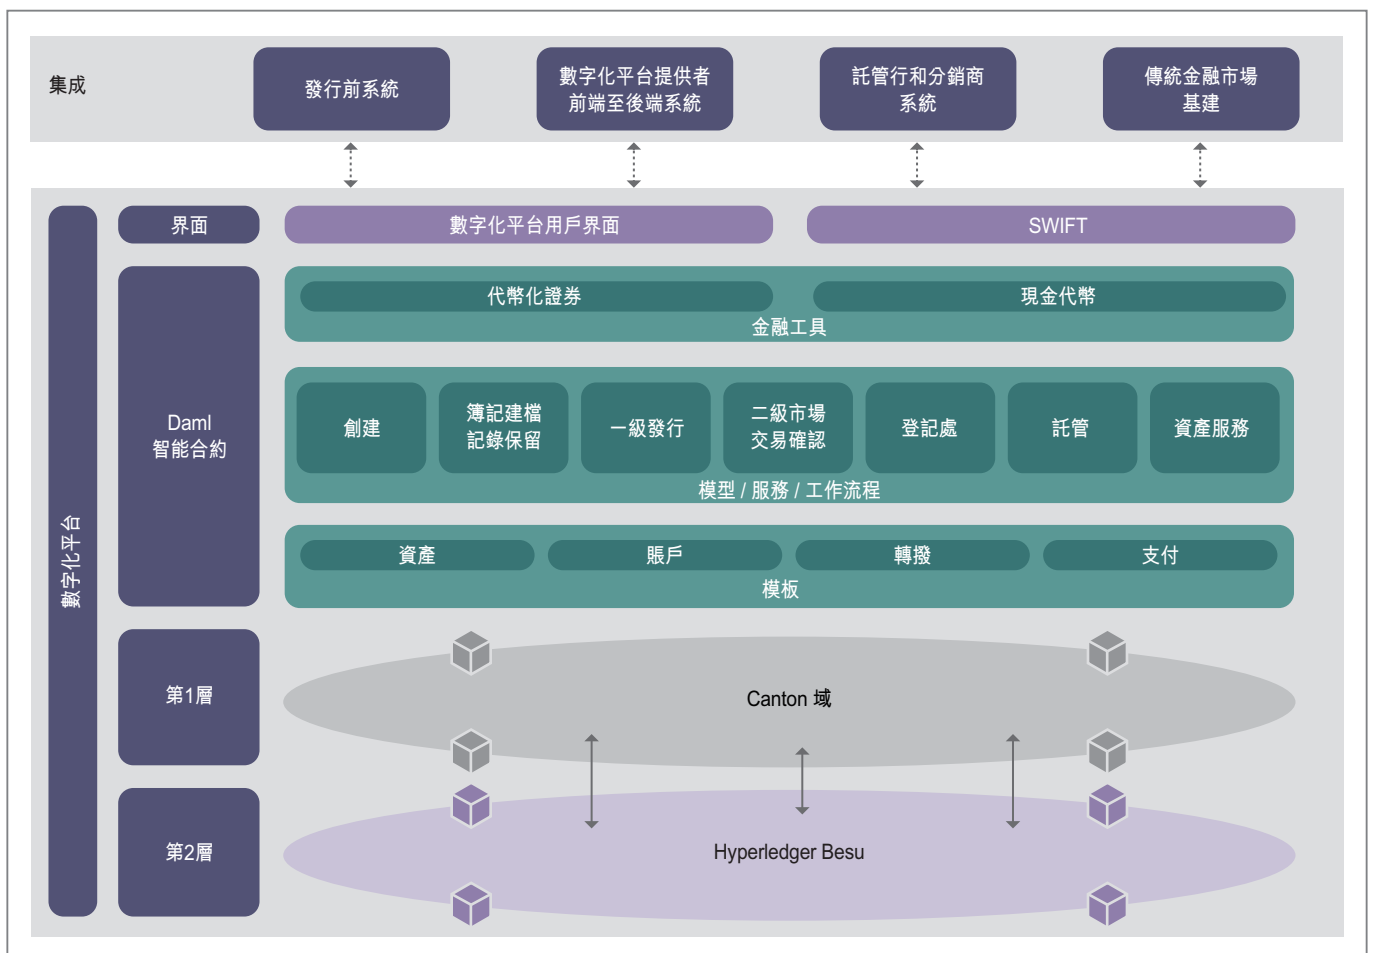 集成
發行前系統
數字化平台提供者
前端至後端系統
託管行和分銷商
系統
傳統金融市場
基建
數字化平台
界面
數字化平台用戶界面
SWIFT
Daml
智能合約
代幣化證券
現金代幣
金融工具
創建
簿記建檔
記錄保留
一級發行
二級市場
交易確認
登記處
託管
資產服務
模型 / 服務 / 工作流程
資產
賬戶
轉撥
支付
模板
第1層
Canton 域
第2層
Hyperledger Besu